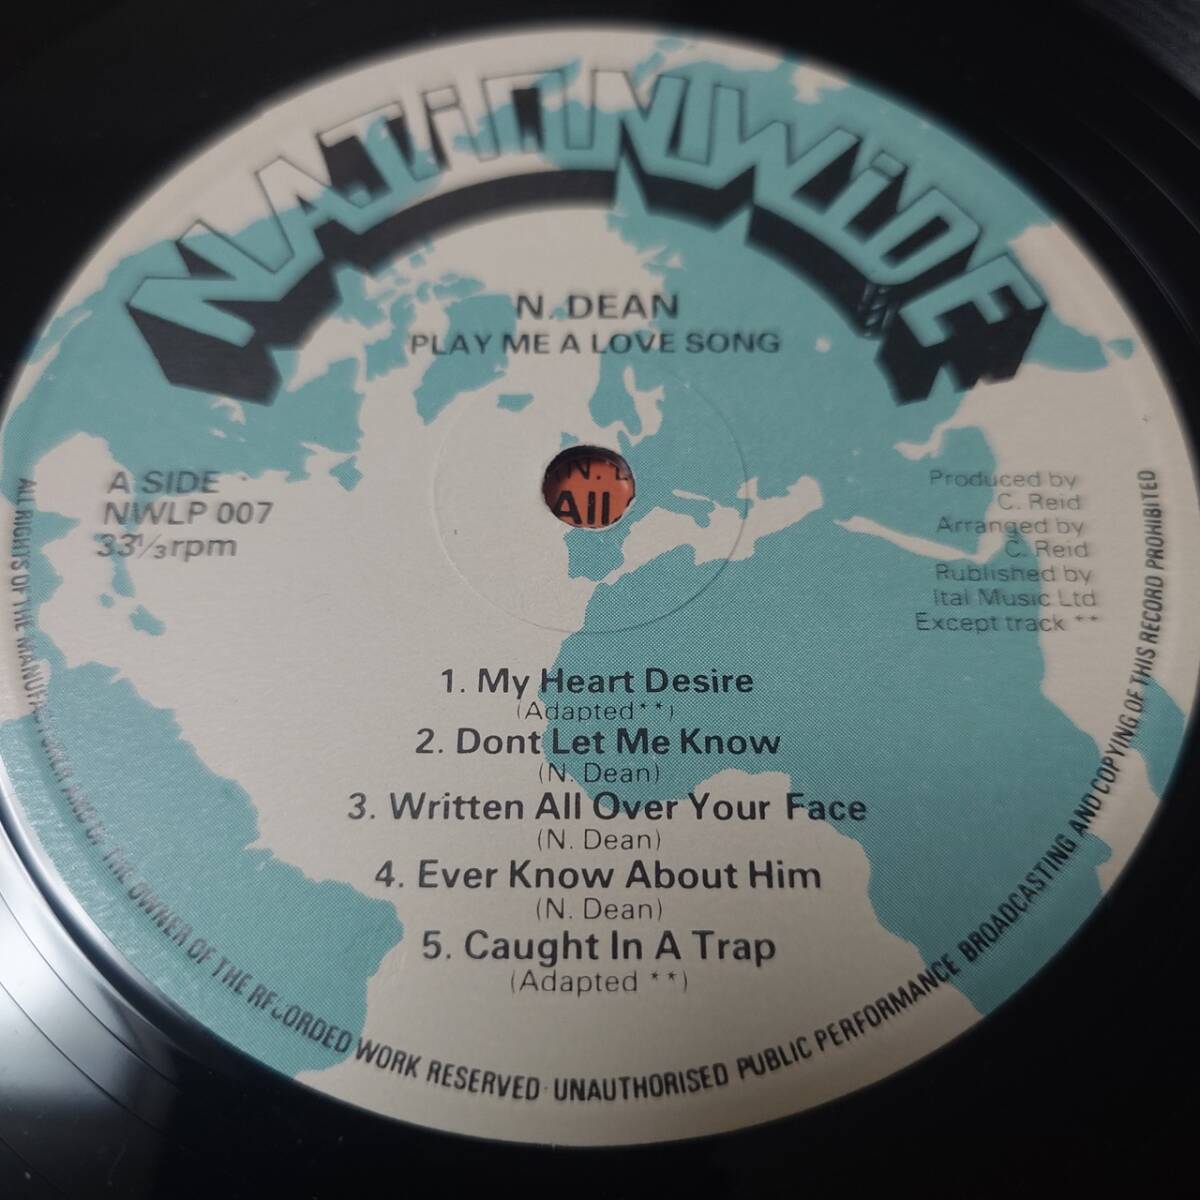 NATiONWiDE
N. DEAN
PLAY ME A LOVE SONG
A SIDE
NWLP 007
33⅓rpm
Produced by
C. Reid
Arranged by
C. Reid
Published by
Ital Music Ltd
Except track **
N.
All
1. My Heart Desire
(Adapted**)
2. Dont Let Me Know
(N. Dean)
3. Written All Over Your Face
(N. Dean)
4. Ever Know About Him
(N. Dean)
5. Caught In A Trap
(Adapted **)
ALL RIGHTS OF THE MANUFACTURER AND OF THE OWNER OF THE RECORDED WORK RESERVED · UNAUTHORISED PUBLIC PERFORMANCE BROADCASTING AND COPYING OF THIS RECORD PROHIBITED